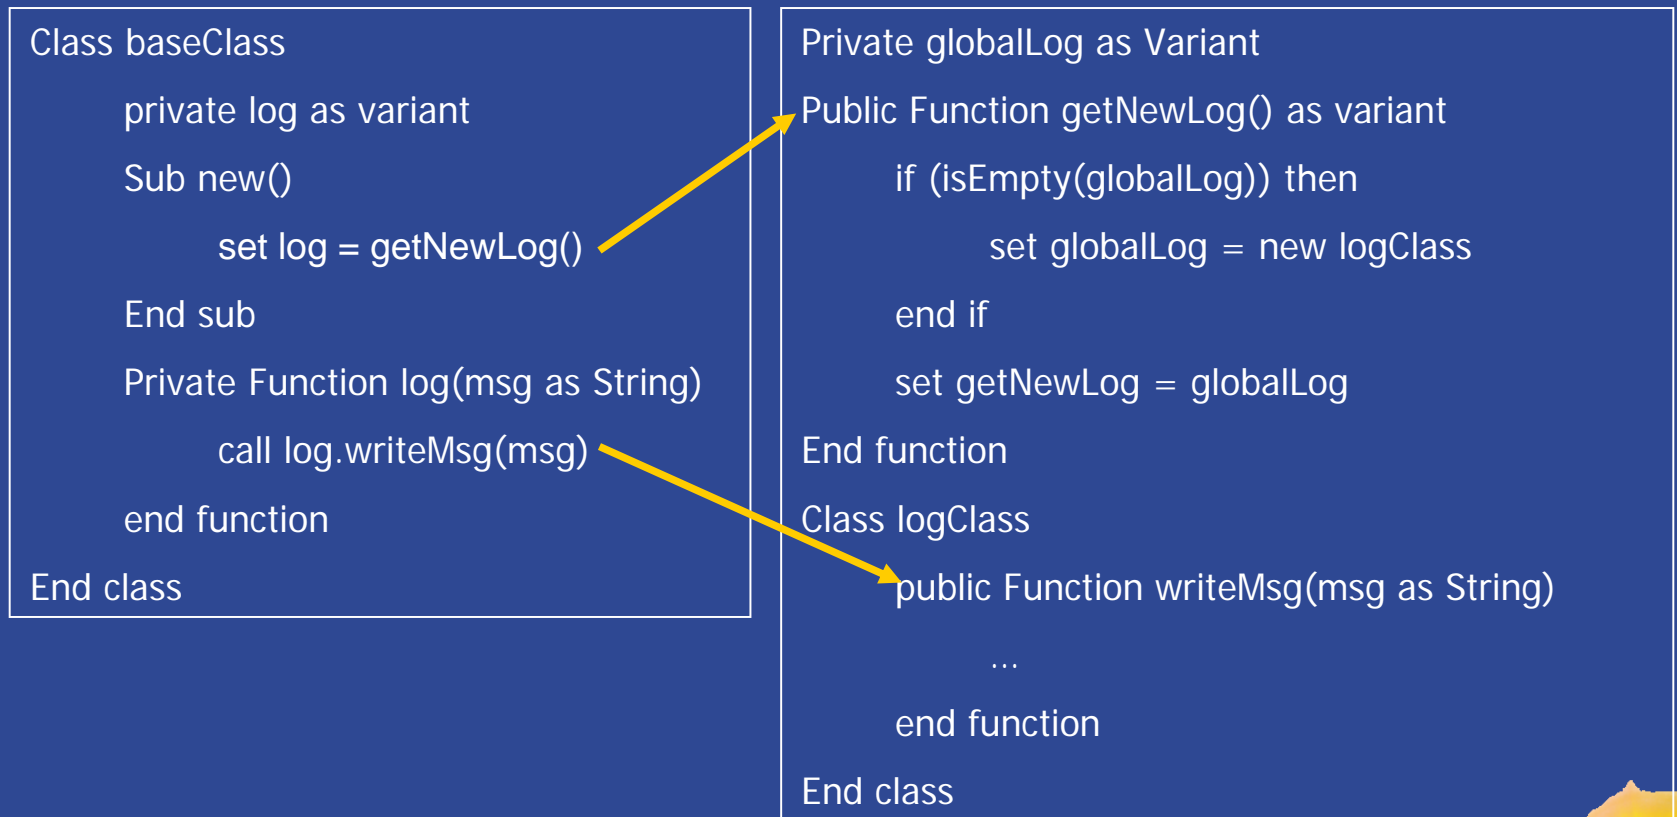 Class baseClass
private log as variant
Sub new()
set log = getNewLog()
End sub
Private Function log(msg as String)
call log.writeMsg(msg)
end function
End class
Private globalLog as Variant
Public Function getNewLog() as variant
if (isEmpty(globalLog)) then
set globalLog = new logClass
end if
set getNewLog = globalLog
End function
Class logClass
public Function writeMsg(msg as String)
...
end function
End class